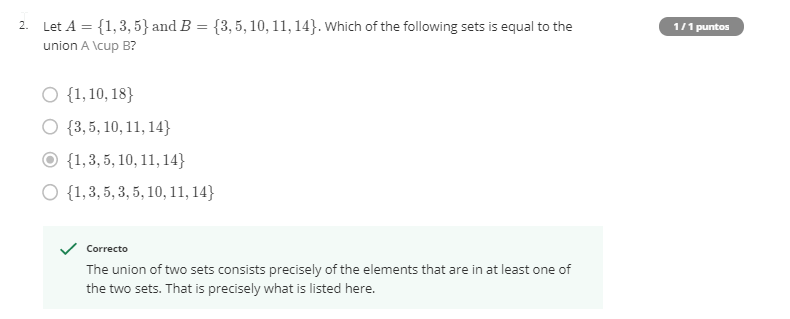 2. Let A = {1, 3, 5} and B = {3, 5, 10, 11, 14}. Which of the following sets is equal to the
1 / 1 puntos
union A \cup B?
{1, 10, 18}
{3, 5, 10, 11, 14}
{1, 3, 5, 10, 11, 14}
{1, 3, 5, 3, 5, 10, 11, 14}
Correcto
The union of two sets consists precisely of the elements that are in at least one of
the two sets. That is precisely what is listed here.